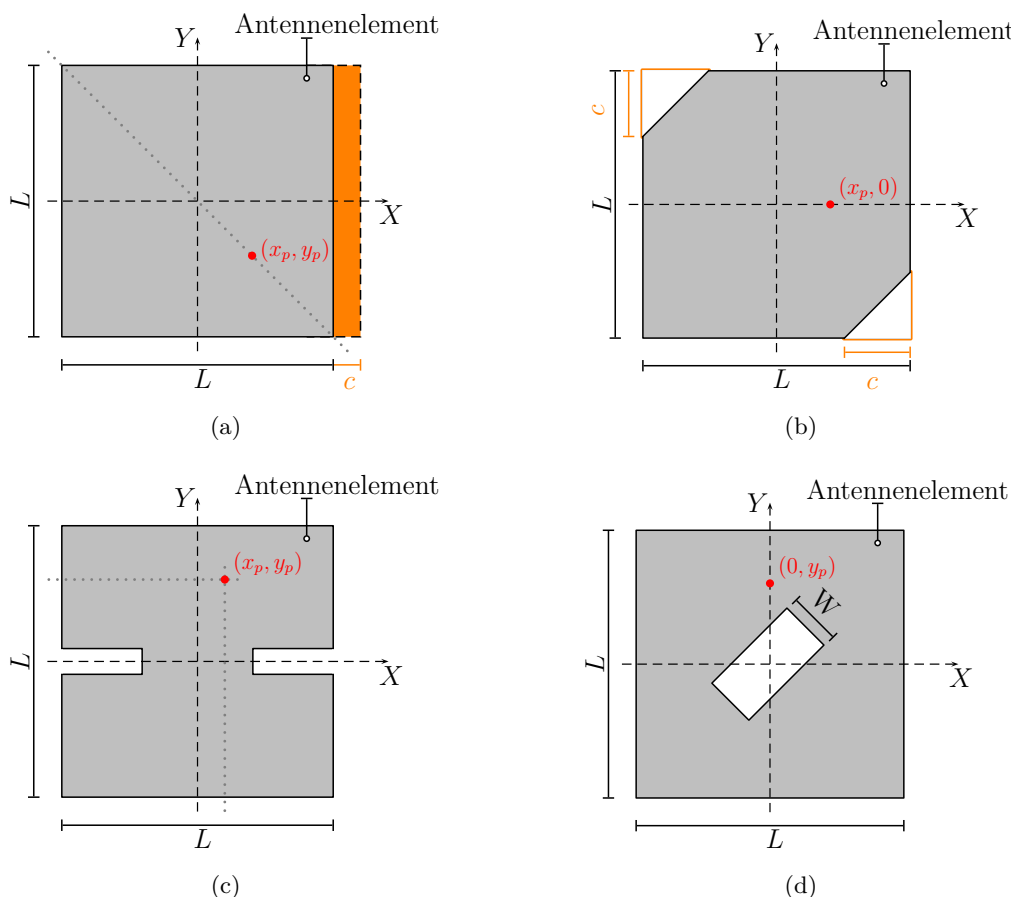 Antennenelement
Y
L
X
(x_p, y_p)
L
c
(a)
Antennenelement
Y
c
L
(x_p, 0)
X
c
L
(b)
Antennenelement
Y
(x_p, y_p)
L
X
L
(c)
Antennenelement
Y
(0, y_p)
W
L
X
L
(d)